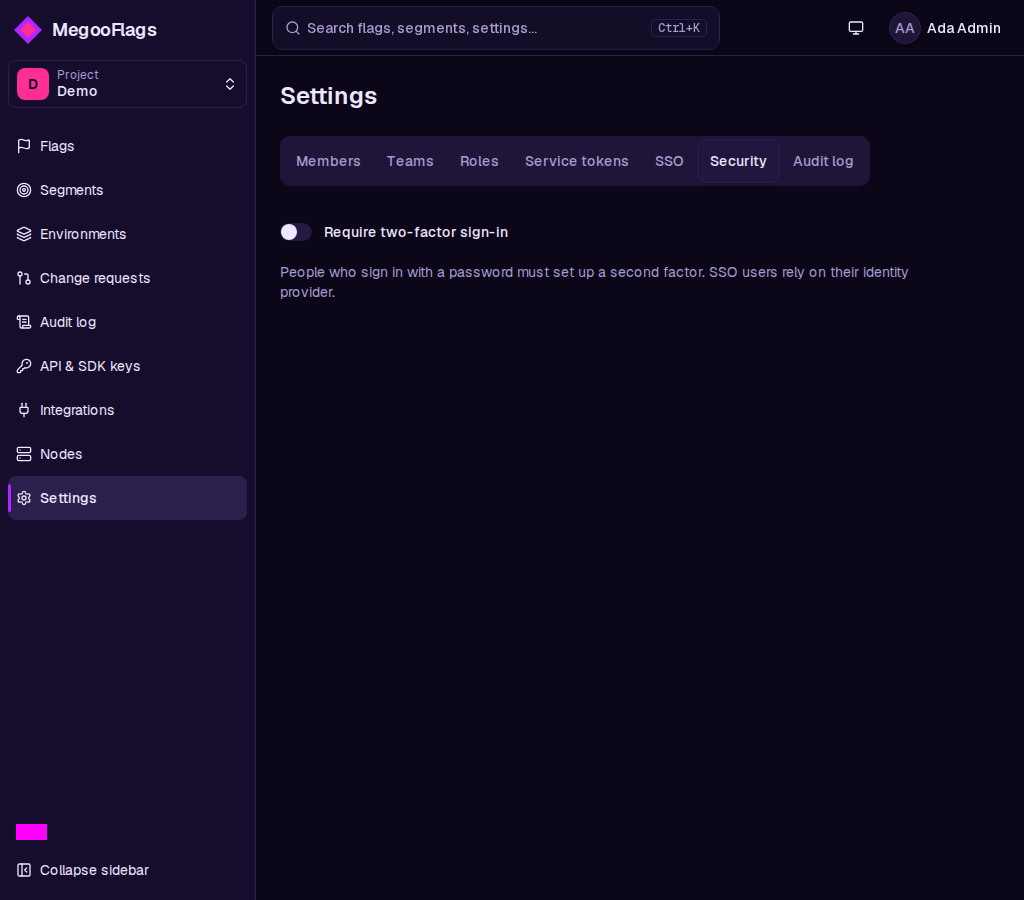 MegooFlags
Search flags, segments, settings...
Ctrl+K
AA
Ada Admin
D
Project
Demo
Flags
Segments
Environments
Change requests
Audit log
API & SDK keys
Integrations
Nodes
Settings
Collapse sidebar
Settings
Members
Teams
Roles
Service tokens
SSO
Security
Audit log
Require two-factor sign-in
People who sign in with a password must set up a second factor. SSO users rely on their identity
provider.